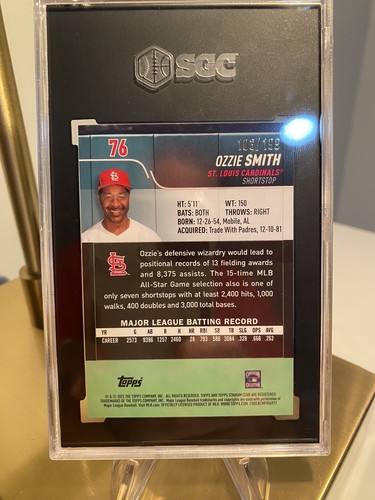 SGC
76
OZZIE SMITH
ST. LOUIS CARDINALS®
SHORTSTOP
HT: 5'11" WT: 150
BATS: BOTH THROWS: RIGHT
BORN: 12-26-54, Mobile, AL
ACQUIRED: Trade With Padres, 12-10-81
Ozzie's defensive wizardry would lead to
positional records of 13 fielding awards
and 8,375 assists. The 15-time MLB
All-Star Game selection also is one of
only seven shortstops with at least 2,400 hits, 1,000
walks, 400 doubles and 3,000 total bases.
MAJOR LEAGUE BATTING RECORD
YR G AB R H HR RBI SB TB SLG OPS AVG
CAREER 2573 9396 1257 2460 28 793 580 3084 .328 .666 .262
Topps